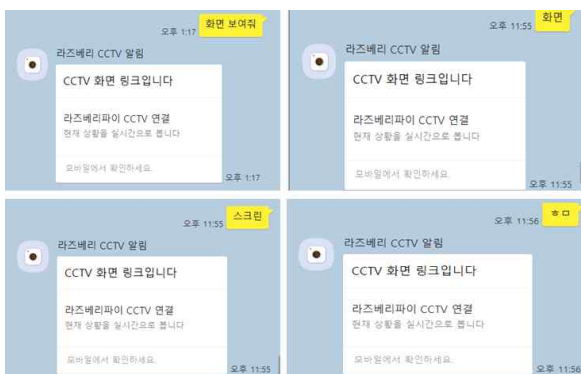 화면 보여줘
오후 1:17
라즈베리 CCTV 알림
CCTV 화면 링크입니다
라즈베리파이 CCTV 연결
현재 상황을 실시간으로 봅니다
모바일에서 확인하세요.
오후 1:17
화면
오후 11:55
라즈베리 CCTV 알림
CCTV 화면 링크입니다
라즈베리파이 CCTV 연결
현재 상황을 실시간으로 봅니다
모바일에서 확인하세요.
오후 11:55
스크린
오후 11:55
라즈베리 CCTV 알림
CCTV 화면 링크입니다
라즈베리파이 CCTV 연결
현재 상황을 실시간으로 봅니다
모바일에서 확인하세요.
오후 11:55
ㅎㅁ
오후 11:56
라즈베리 CCTV 알림
CCTV 화면 링크입니다
라즈베리파이 CCTV 연결
현재 상황을 실시간으로 봅니다
모바일에서 확인하세요.
오후 11:56